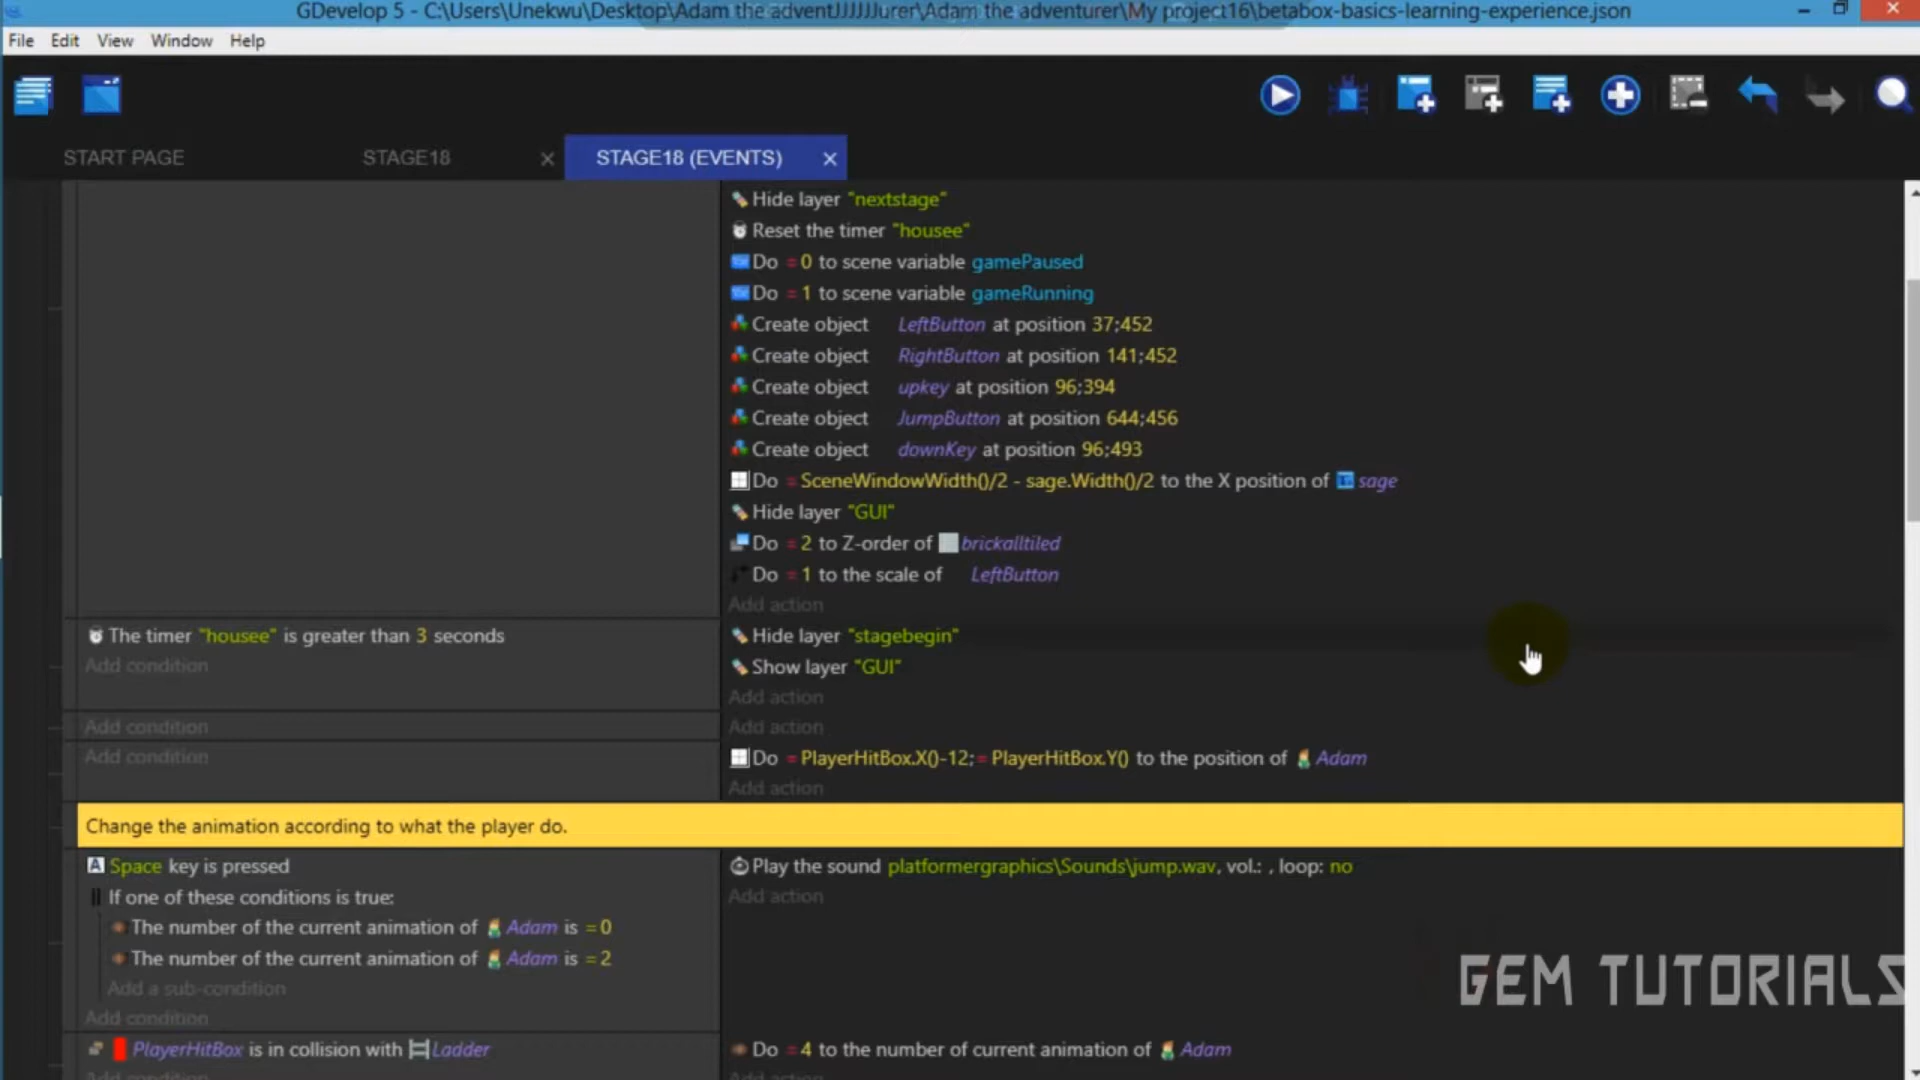 GDevelop 5 - C:\Users\Unekwu\Desktop\Adam the adventJJJJJJurer\Adam the adventurer\My project16\betabox-basics-learning-experience.json
File Edit View Window Help
START PAGE STAGE18 STAGE18 (EVENTS)
Hide layer "nextstage"
Reset the timer "housee"
Do = 0 to scene variable gamePaused
Do = 1 to scene variable gameRunning
Create object LeftButton at position 37;452
Create object RightButton at position 141;452
Create object upkey at position 96;394
Create object JumpButton at position 644;456
Create object downKey at position 96;493
Do = SceneWindowWidth()/2 - sage.Width()/2 to the X position of sage
Hide layer "GUI"
Do = 2 to Z-order of brickalltiled
Do = 1 to the scale of LeftButton
Add action
The timer "housee" is greater than 3 seconds
Add condition
Hide layer "stagebegin"
Show layer "GUI"
Add action
Add condition
Add action
Add condition
Do = PlayerHitBox.X()-12;= PlayerHitBox.Y() to the position of Adam
Add action
Change the animation according to what the player do.
Space key is pressed
If one of these conditions is true:
The number of the current animation of Adam is = 0
The number of the current animation of Adam is = 2
Add a sub-condition
Add condition
Play the sound platformergraphics\Sounds\jump.wav, vol.: , loop: no
Add action
GEM TUTORIALS
PlayerHitBox is in collision with Ladder
Add condition
Do = 4 to the number of current animation of Adam
Add action